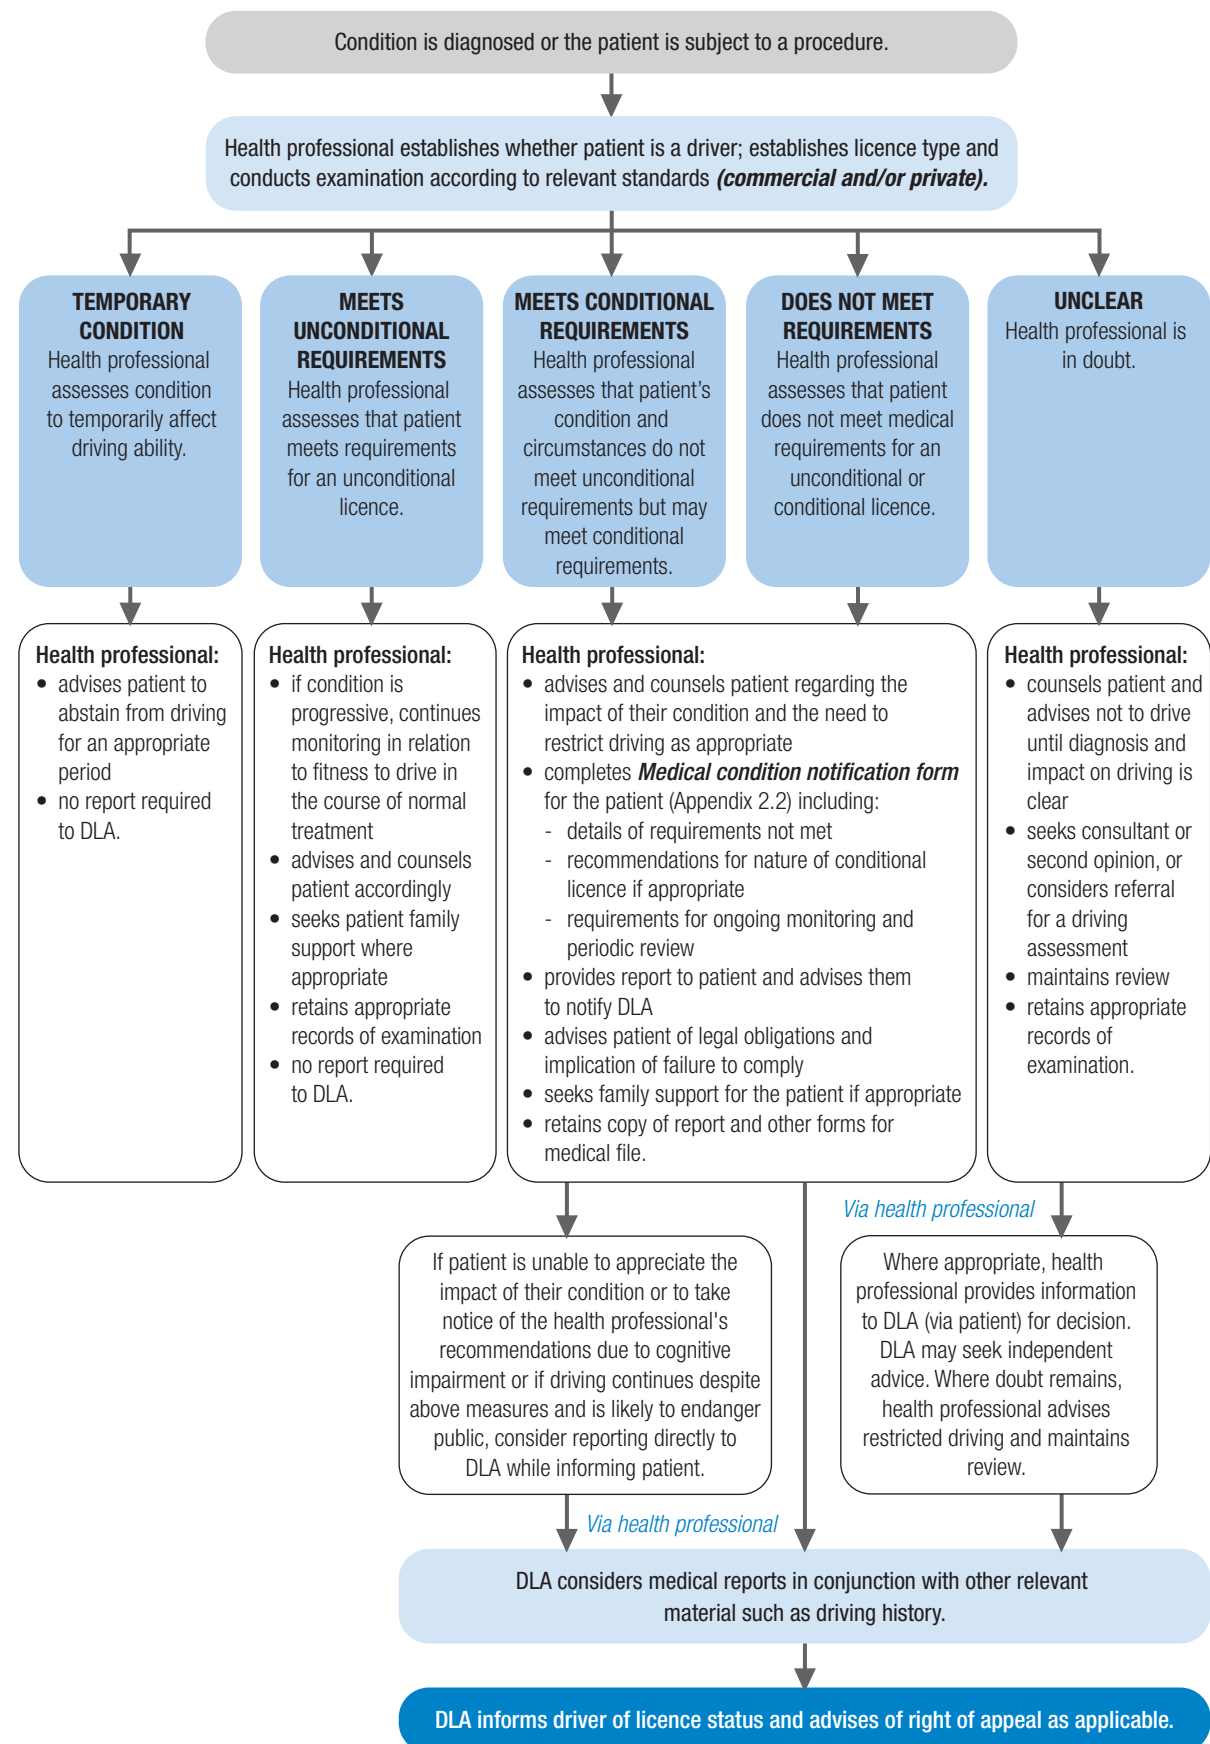 Condition is diagnosed or the patient is subject to a procedure.
Health professional establishes whether patient is a driver; establishes licence type and
conducts examination according to relevant standards (commercial and/or private).
TEMPORARY
CONDITION
Health professional
assesses condition
to temporarily affect
driving ability.
MEETS
UNCONDITIONAL
REQUIREMENTS
Health professional
assesses that patient
meets requirements
for an unconditional
licence.
MEETS CONDITIONAL
REQUIREMENTS
Health professional
assesses that patient’s
condition and
circumstances do not
meet unconditional
requirements but may
meet conditional
requirements.
DOES NOT MEET
REQUIREMENTS
Health professional
assesses that patient
does not meet medical
requirements for an
unconditional or
conditional licence.
UNCLEAR
Health professional is
in doubt.
Health professional:
• advises patient to
abstain from driving
for an appropriate
period
• no report required
to DLA.
Health professional:
• if condition is
progressive, continues
monitoring in relation
to fitness to drive in
the course of normal
treatment
• advises and counsels
patient accordingly
• seeks patient family
support where
appropriate
• retains appropriate
records of examination
• no report required
to DLA.
Health professional:
• advises and counsels patient regarding the
impact of their condition and the need to
restrict driving as appropriate
• completes Medical condition notification form
for the patient (Appendix 2.2) including:
- details of requirements not met
- recommendations for nature of conditional
licence if appropriate
- requirements for ongoing monitoring and
periodic review
• provides report to patient and advises them
to notify DLA
• advises patient of legal obligations and
implication of failure to comply
• seeks family support for the patient if appropriate
• retains copy of report and other forms for
medical file.
Health professional:
• counsels patient and
advises not to drive
until diagnosis and
impact on driving is
clear
• seeks consultant or
second opinion, or
considers referral
for a driving
assessment
• maintains review
• retains appropriate
records of
examination.
Via health professional
If patient is unable to appreciate the
impact of their condition or to take
notice of the health professional's
recommendations due to cognitive
impairment or if driving continues despite
above measures and is likely to endanger
public, consider reporting directly to
DLA while informing patient.
Where appropriate, health
professional provides information
to DLA (via patient) for decision.
DLA may seek independent
advice. Where doubt remains,
health professional advises
restricted driving and maintains
review.
Via health professional
DLA considers medical reports in conjunction with other relevant
material such as driving history.
DLA informs driver of licence status and advises of right of appeal as applicable.